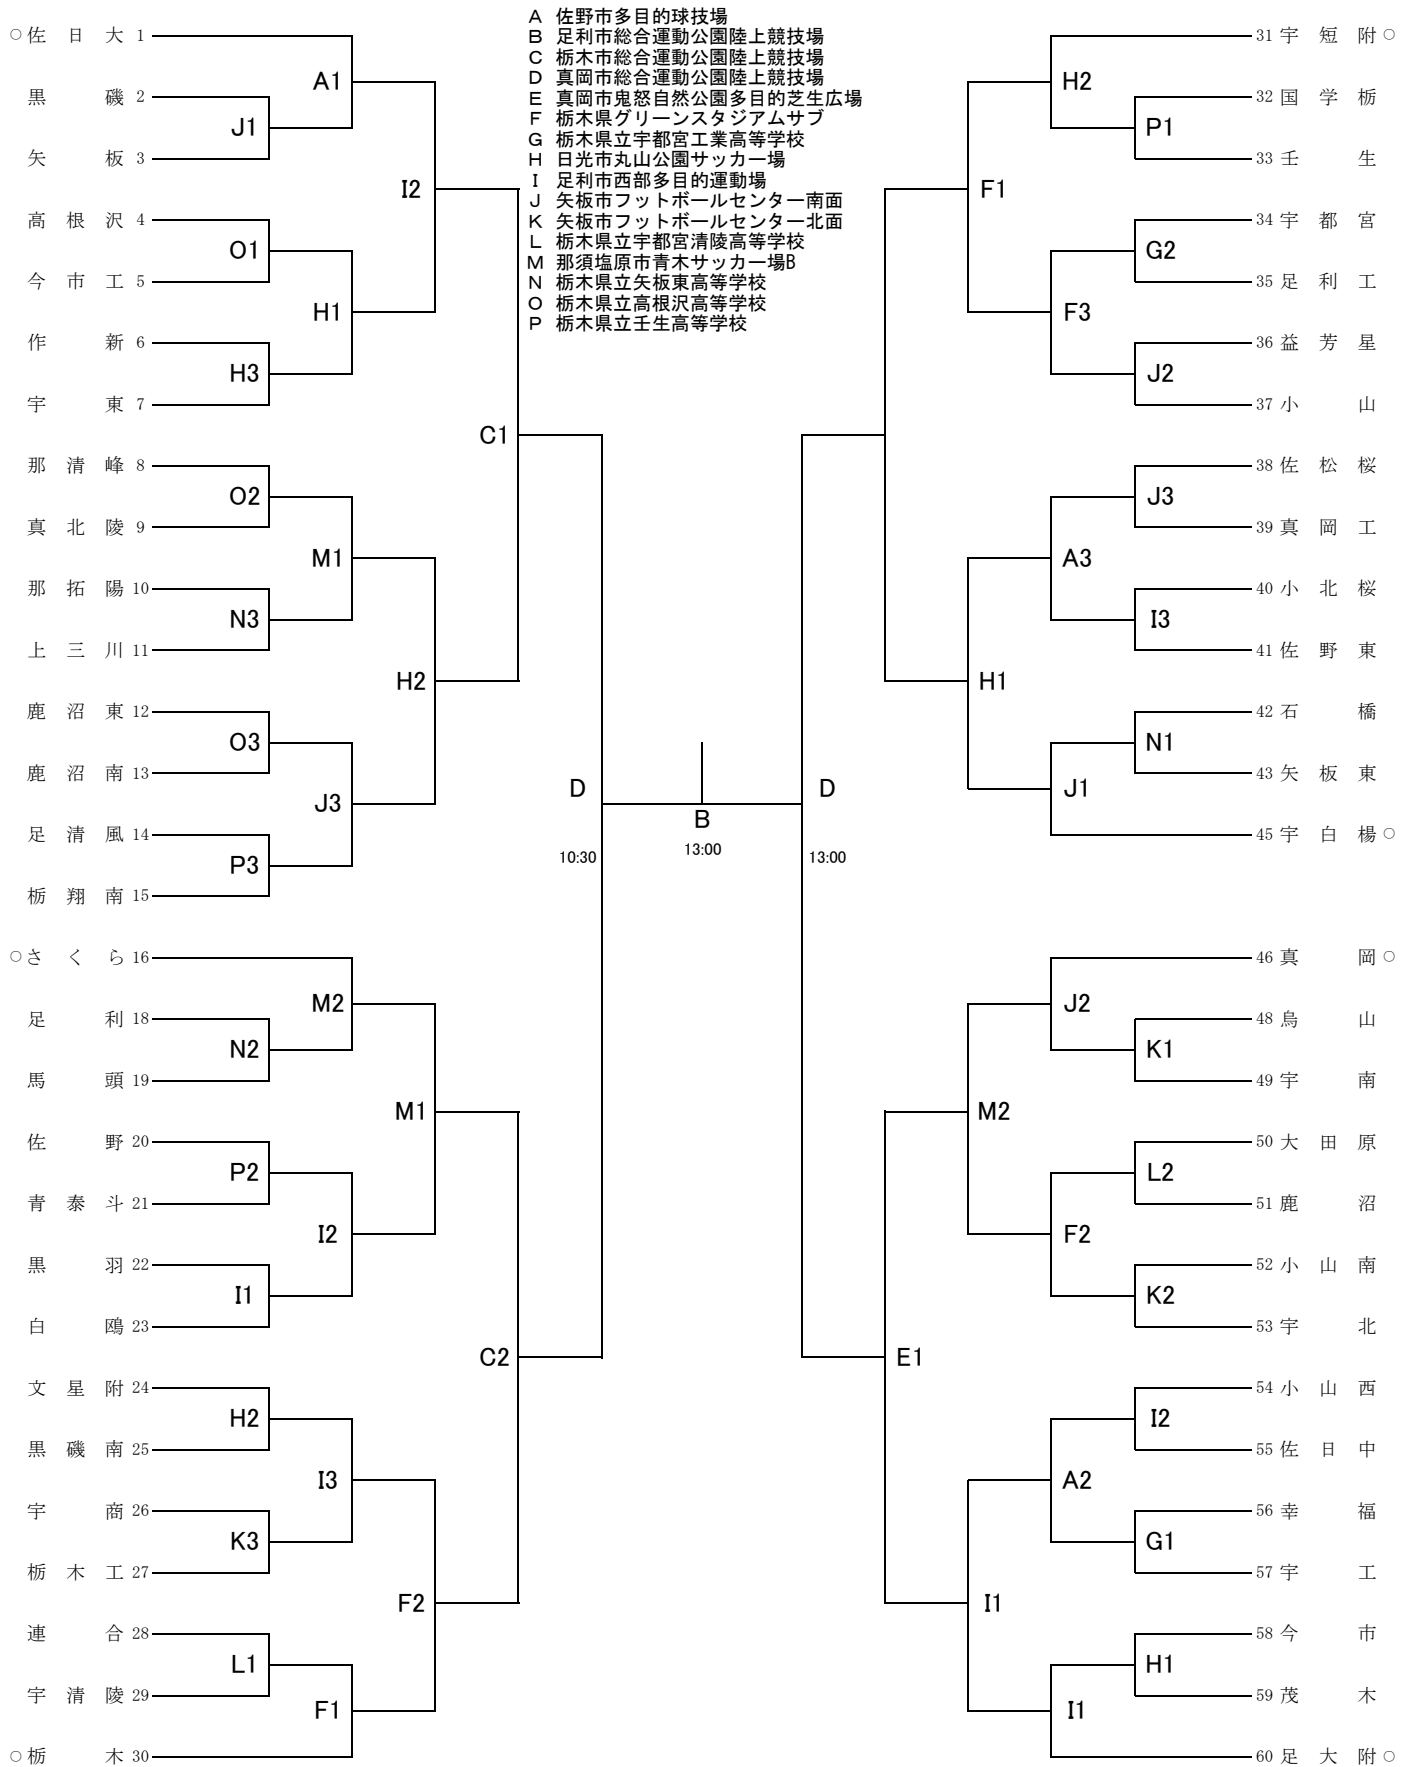 A 佐野市多目的球技場
B 足利市総合運動公園陸上競技場
C 栃木市総合運動公園陸上競技場
D 真岡市総合運動公園陸上競技場
E 真岡市鬼怒自然公園多目的芝生広場
F 栃木県グリーンスタジアムサブ
G 栃木県立宇都宮工業高等学校
H 日光市丸山公園サッカー場
I 足利市西部多目的運動場
J 矢板市フットボールセンター南面
K 矢板市フットボールセンター北面
L 栃木県立宇都宮清陵高等学校
M 那須塩原市青木サッカー場B
N 栃木県立矢板東高等学校
O 栃木県立高根沢高等学校
P 栃木県立壬生高等学校
○佐日大 1
A1
黒磯 2
J1
矢板 3
I2
高根沢 4
O1
今市工 5
H1
作新 6
H3
宇東 7
C1
那清峰 8
O2
真北陵 9
M1
那拓陽 10
N3
上三川 11
H2
鹿沼東 12
O3
鹿沼南 13
J3
足清風 14
P3
栃翔南 15
D
10:30
○さくら 16
M2
足利 18
N2
馬頭 19
M1
佐野 20
P2
青泰斗 21
I2
黒羽 22
I1
白鴎 23
C2
文星附 24
H2
黒磯南 25
I3
宇商 26
K3
栃木工 27
F2
連合 28
L1
宇清陵 29
F1
○栃木 30
B
13:00
31 宇短附○
H2
32 国学栃
P1
33 壬生
F1
34 宇都宮
G2
35 足利工
F3
36 益芳星
J2
37 小山
38 佐松桜
J3
39 真岡工
A3
40 小北桜
I3
41 佐野東
H1
42 石橋
N1
43 矢板東
J1
45 宇白楊○
D
13:00
46 真岡○
J2
48 烏山
K1
49 宇南
M2
50 大田原
L2
51 鹿沼
F2
52 小山南
K2
53 宇北
E1
54 小山西
I2
55 佐日中
A2
56 幸福
G1
57 宇工
I1
58 今市
H1
59 茂木
I1
60 足大附○